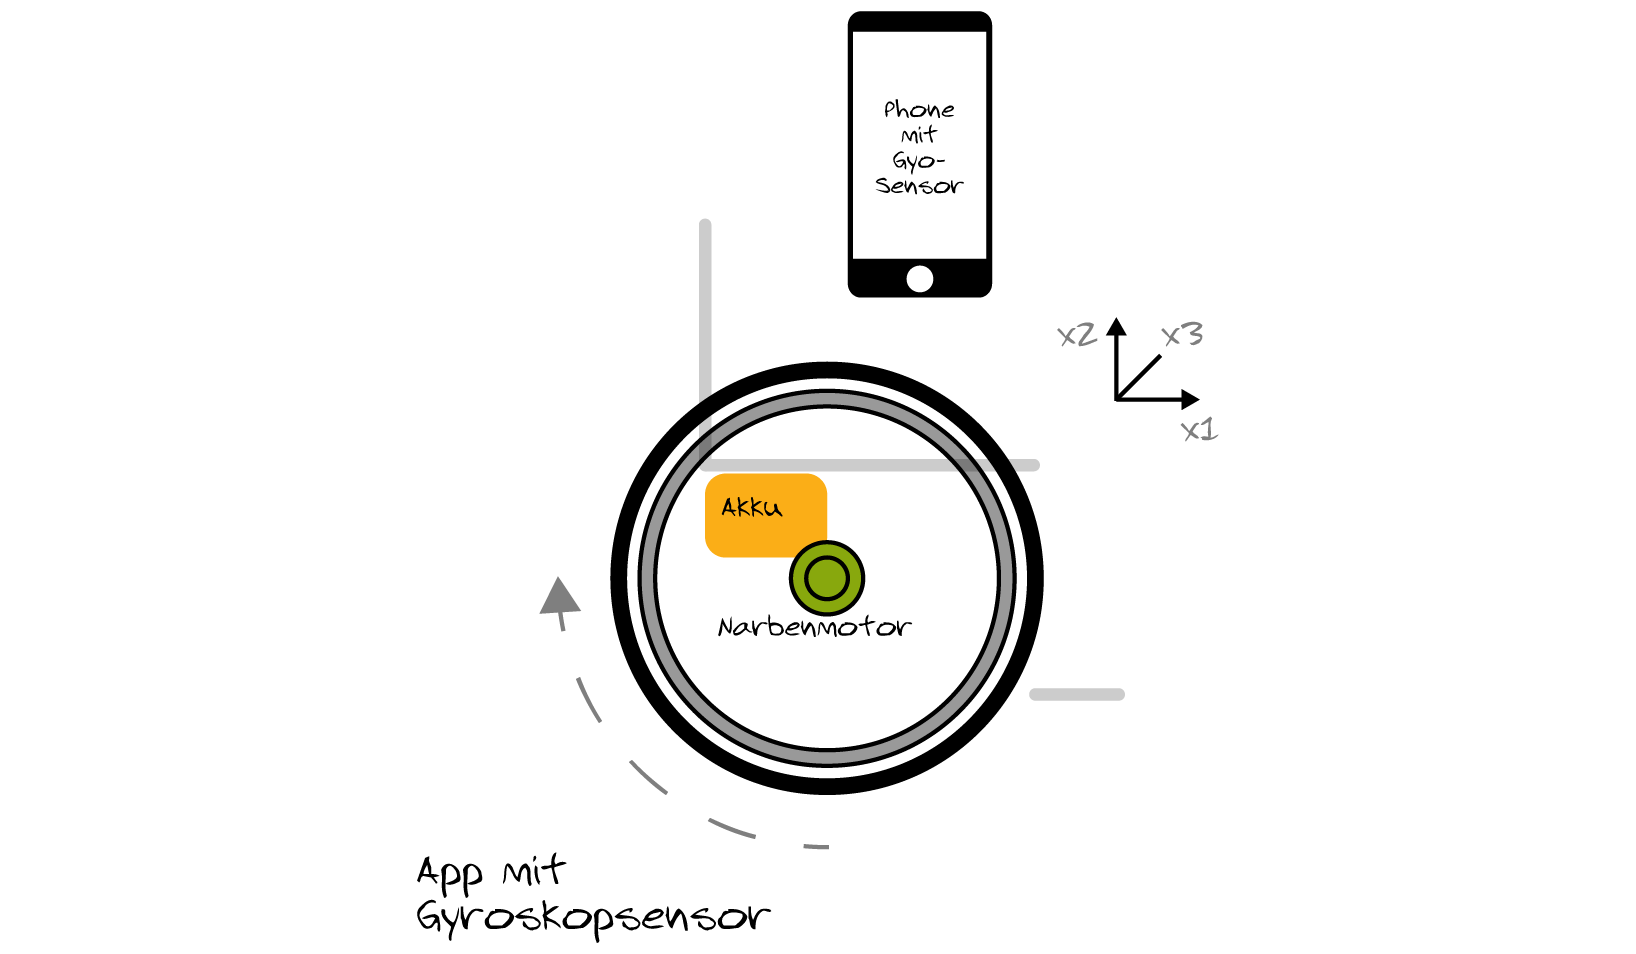 Phone
mit
Gyo-
Sensor
x2
x3
x1
Akku
Narbenmotor
App mit
Gyroskopsensor